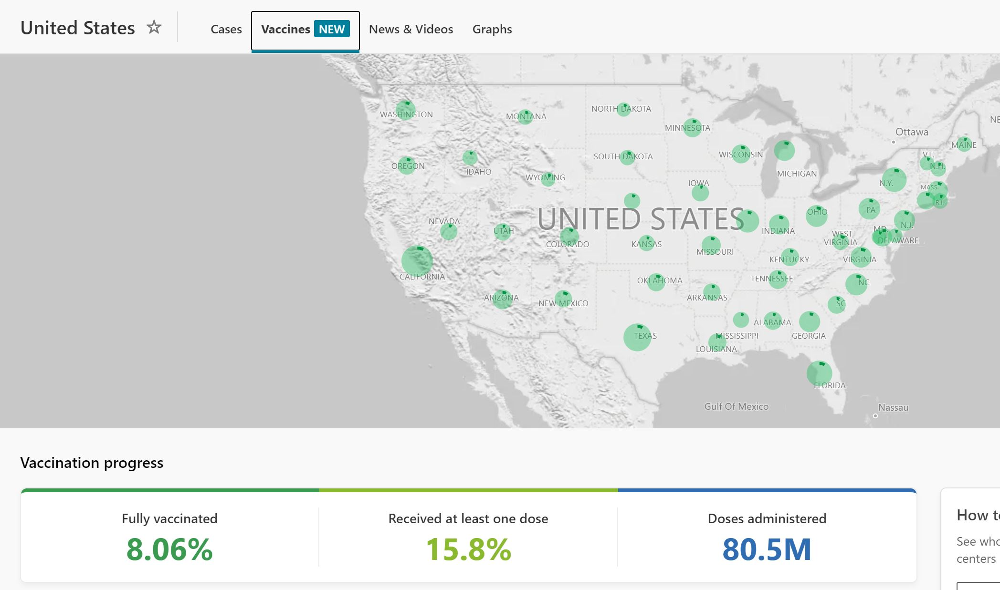 United States
Cases
Vaccines NEW
News & Videos
Graphs
WASHINGTON
MONTANA
NORTH DAKOTA
MINNESOTA
Ottawa
NE
MAINE
OREGON
IDAHO
SOUTH DAKOTA
WISCONSIN
VT.
N.H.
WYOMING
MICHIGAN
IOWA
N.Y.
MASS.
R.I.
UNITED STATES
OHIO
PA
NEVADA
UTAH
INDIANA
N.J.
MD.
COLORADO
KANSAS
MISSOURI
WEST
VIRGINIA
DELAWARE
KENTUCKY
VIRGINIA
CALIFORNIA
OKLAHOMA
TENNESSEE
NC
ARIZONA
NEW MEXICO
ARKANSAS
SC
ALABAMA
TEXAS
MISSISSIPPI
GEORGIA
LOUISIANA
FLORIDA
Gulf Of Mexico
Nassau
Vaccination progress
Fully vaccinated
8.06%
Received at least one dose
15.8%
Doses administered
80.5M
How to
See who
centers